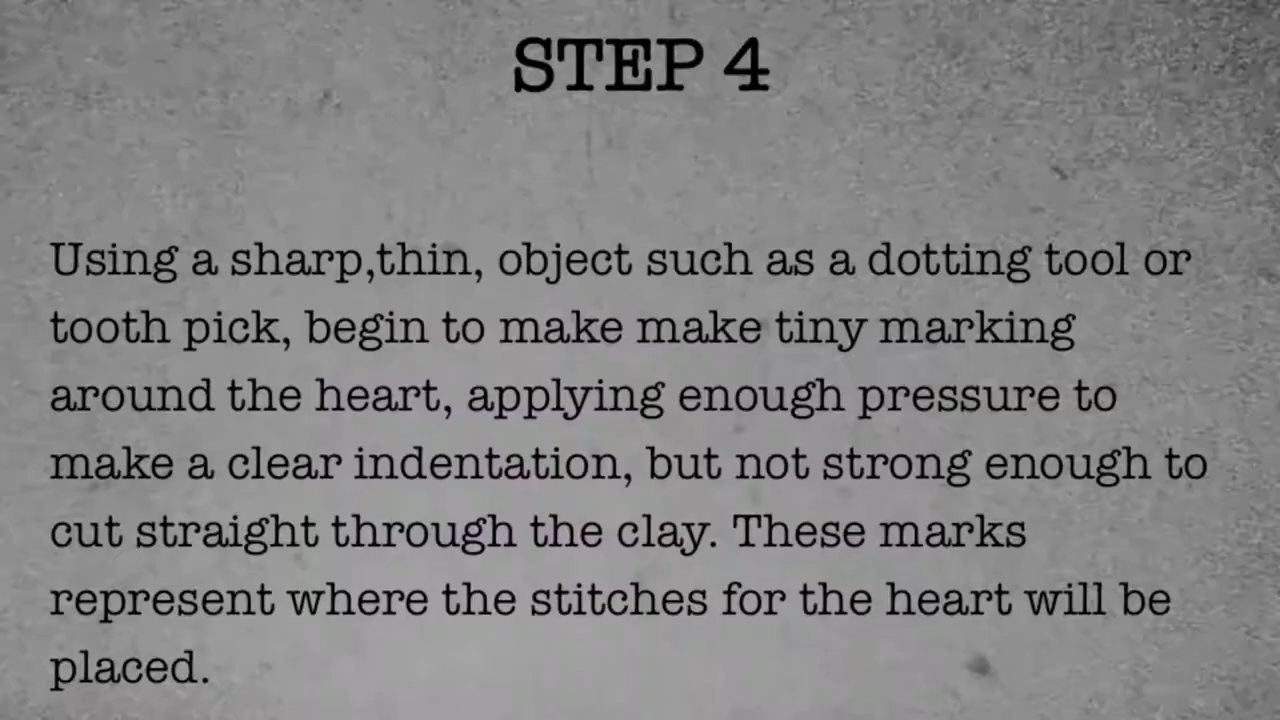 STEP 4
Using a sharp,thin, object such as a dotting tool or
tooth pick, begin to make make tiny marking
around the heart, applying enough pressure to
make a clear indentation, but not strong enough to
cut straight through the clay. These marks
represent where the stitches for the heart will be
placed.